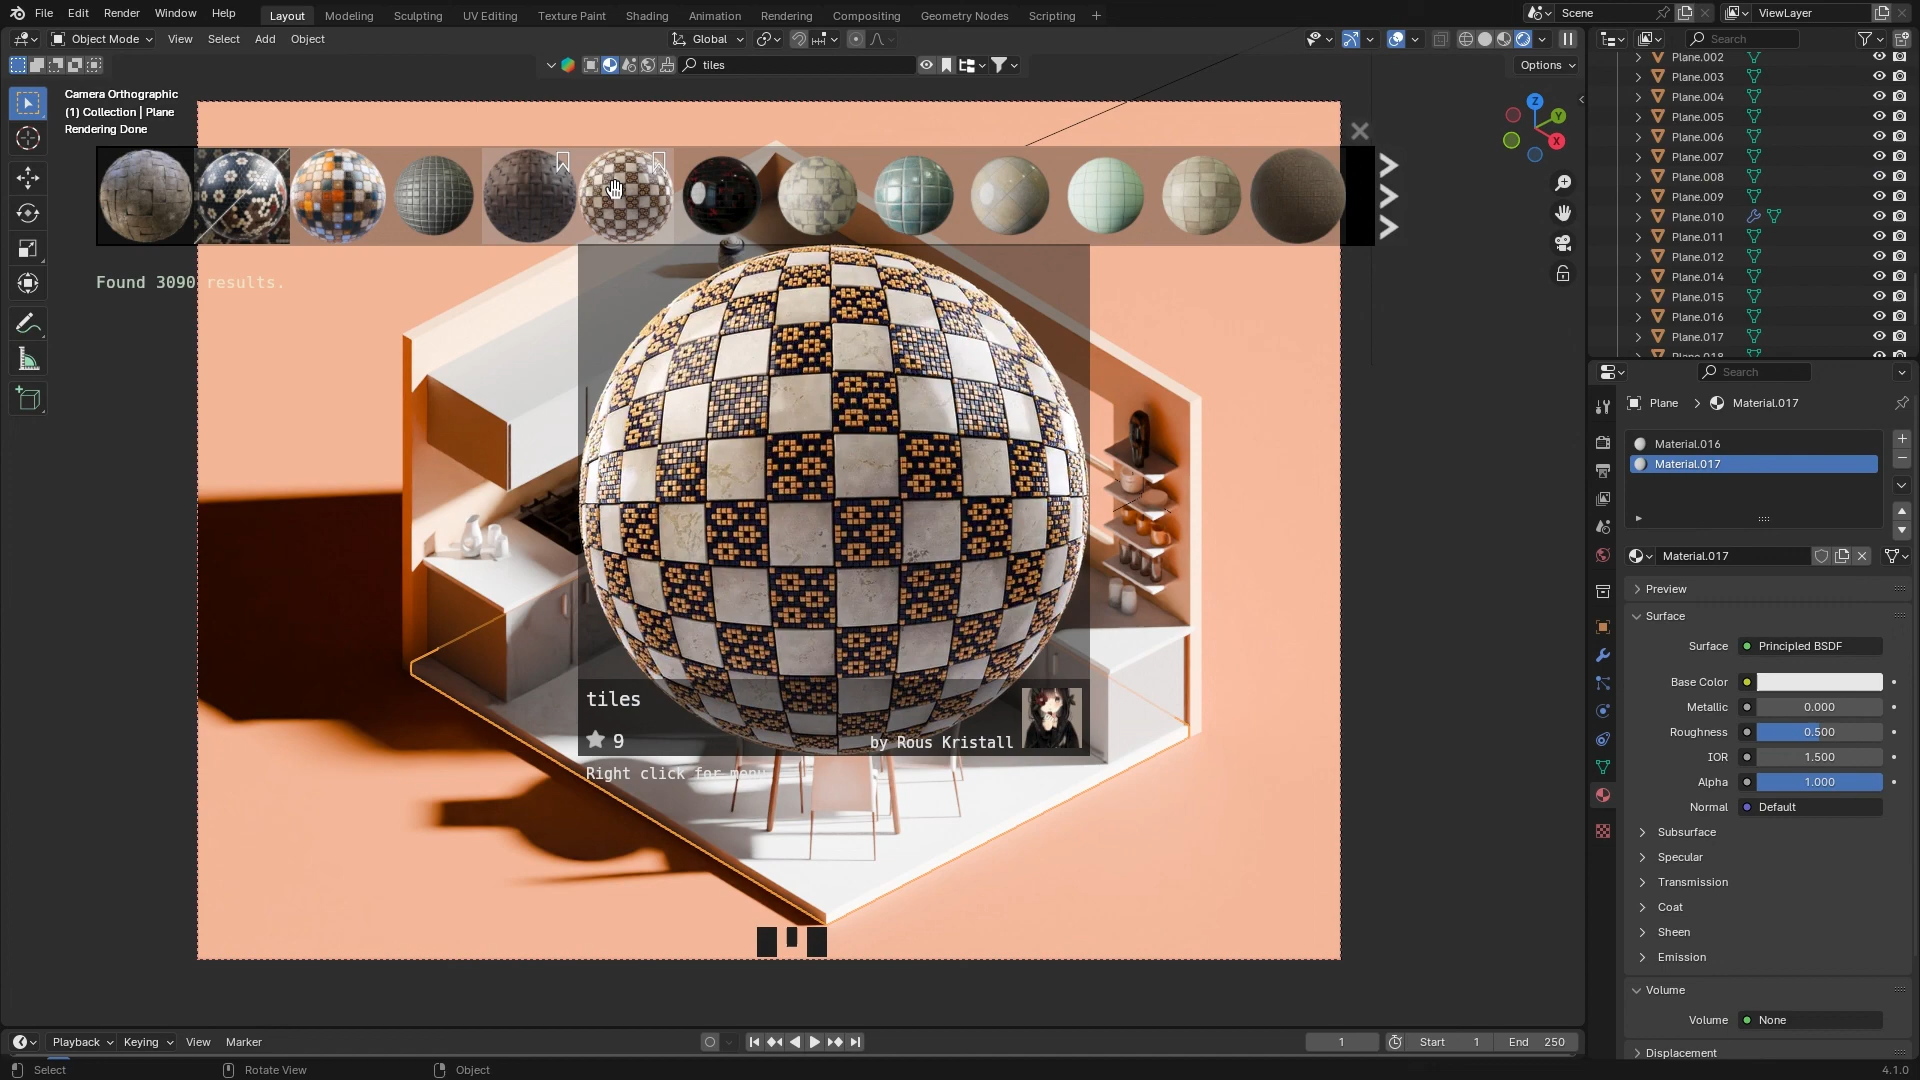 File Edit Render Window Help Layout Modeling Sculpting UV Editing Texture Paint Shading Animation Rendering Compositing Geometry Nodes Scripting + Scene ViewLayer
Object Mode View Select Add Object Global Search
tiles Options
Camera Orthographic
(1) Collection | Plane
Rendering Done
Found 3090 results.
tiles
9
by Rous Kristall
Right click for menu
Z
Y
X
Plane.002
Plane.003
Plane.004
Plane.005
Plane.006
Plane.007
Plane.008
Plane.009
Plane.010
Plane.011
Plane.012
Plane.014
Plane.015
Plane.016
Plane.017
Plane.018
Search
Plane > Material.017
Material.016
Material.017
Material.017
Preview
Surface
Surface Principled BSDF
Base Color
Metallic 0.000
Roughness 0.500
IOR 1.500
Alpha 1.000
Normal Default
Subsurface
Specular
Transmission
Coat
Sheen
Emission
Volume
Volume None
Displacement
Playback Keying View Marker 1 Start 1 End 250
Select Rotate View Object 4.1.0